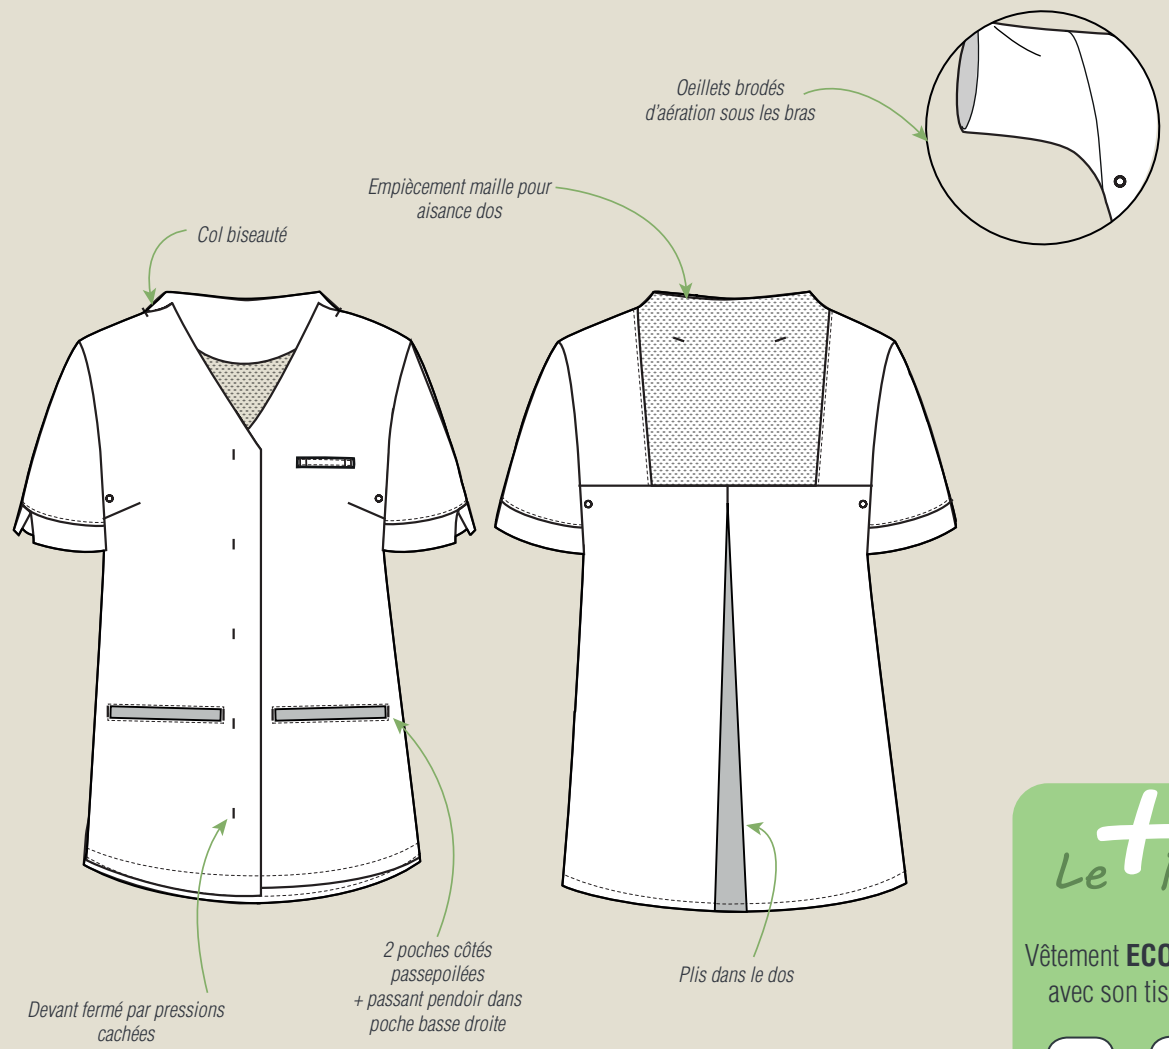 Oeillets brodés
d'aération sous les bras
Empiècement maille pour
aisance dos
Col biseauté
2 poches côtés
passepoilées
+ passant pendoir dans
poche basse droite
Plis dans le dos
Devant fermé par pressions
cachées
Le +
Vêtement ECO
avec son tis